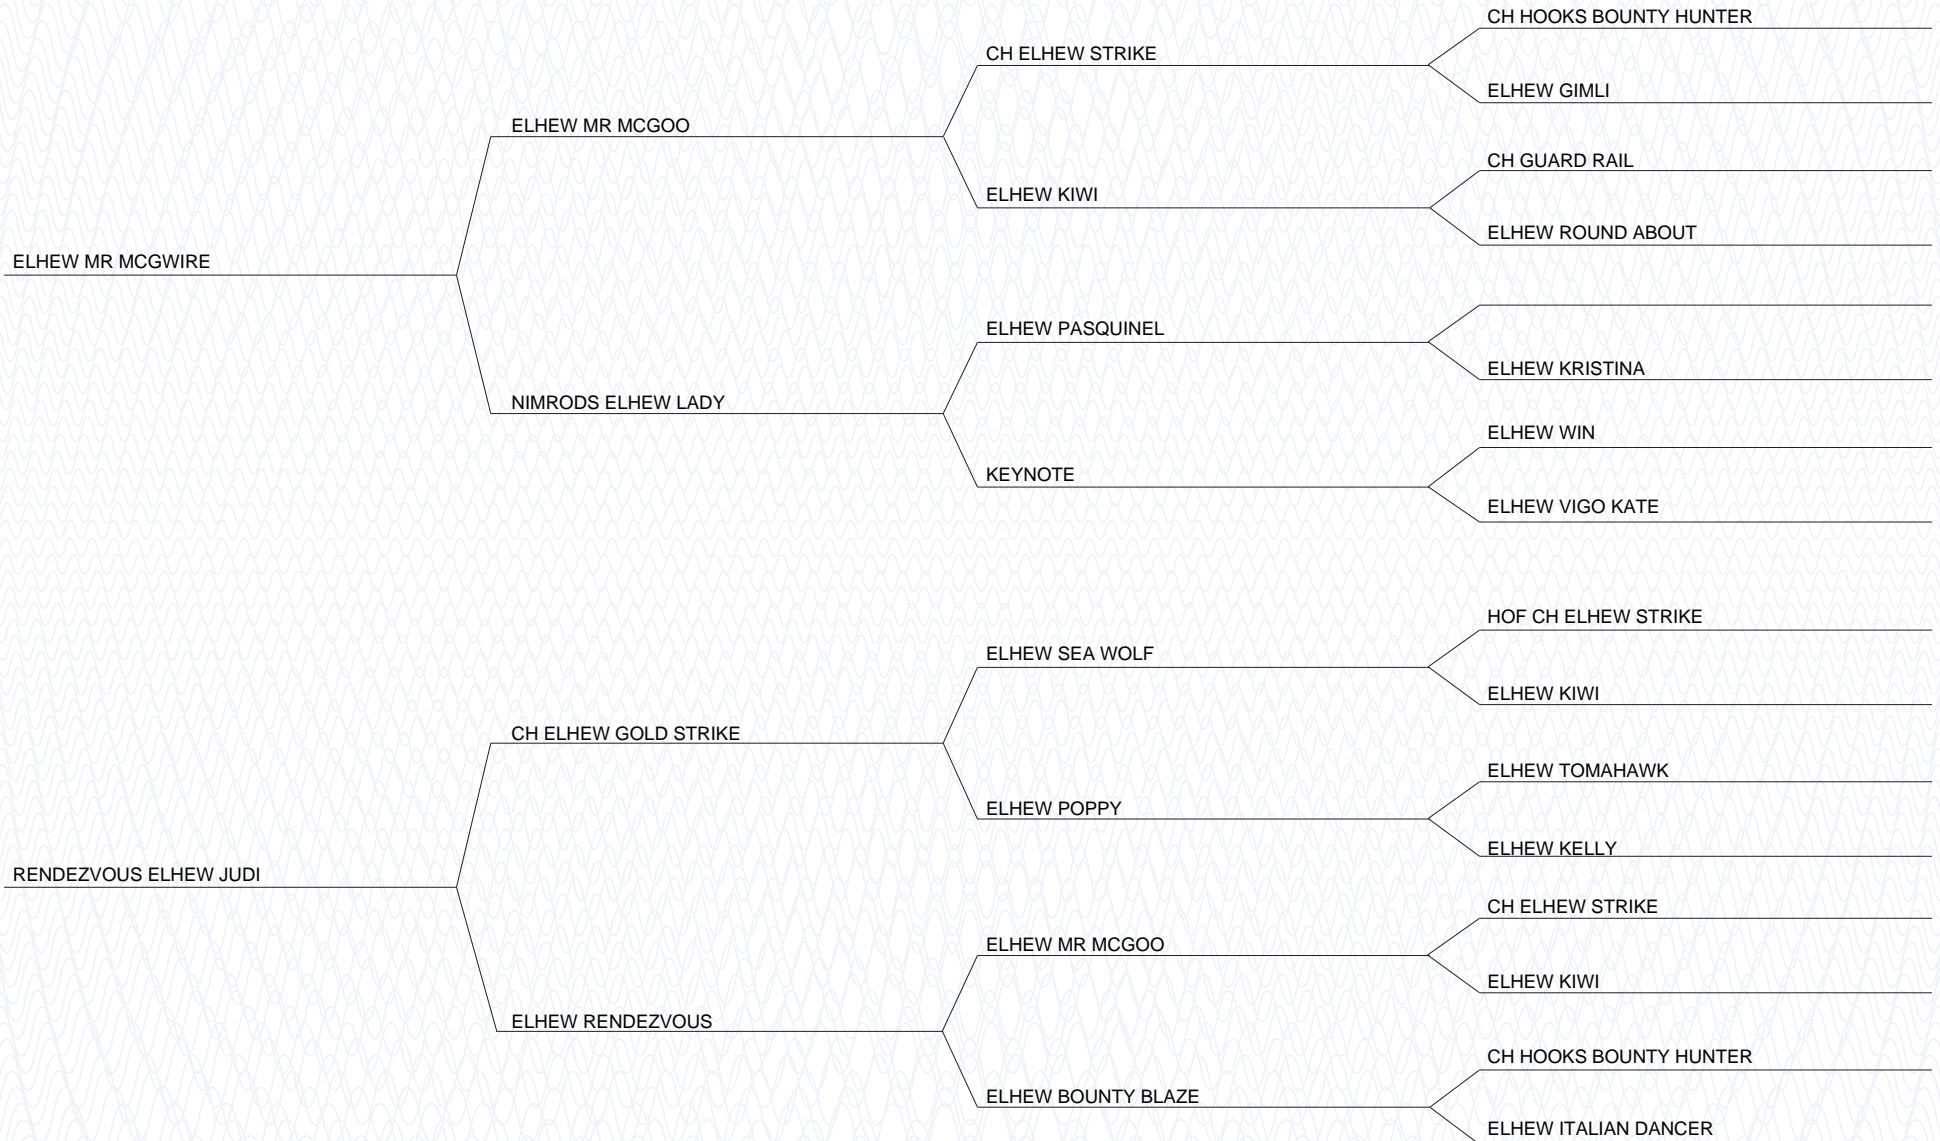 CH HOOKS BOUNTY HUNTER
CH ELHEW STRIKE
ELHEW GIMLI
ELHEW MR MCGOO
CH GUARD RAIL
ELHEW KIWI
ELHEW ROUND ABOUT
ELHEW MR MCGWIRE
ELHEW PASQUINEL
ELHEW KRISTINA
NIMRODS ELHEW LADY
ELHEW WIN
KEYNOTE
ELHEW VIGO KATE
HOF CH ELHEW STRIKE
ELHEW SEA WOLF
ELHEW KIWI
CH ELHEW GOLD STRIKE
ELHEW TOMAHAWK
ELHEW POPPY
ELHEW KELLY
RENDEZVOUS ELHEW JUDI
CH ELHEW STRIKE
ELHEW MR MCGOO
ELHEW KIWI
ELHEW RENDEZVOUS
CH HOOKS BOUNTY HUNTER
ELHEW BOUNTY BLAZE
ELHEW ITALIAN DANCER